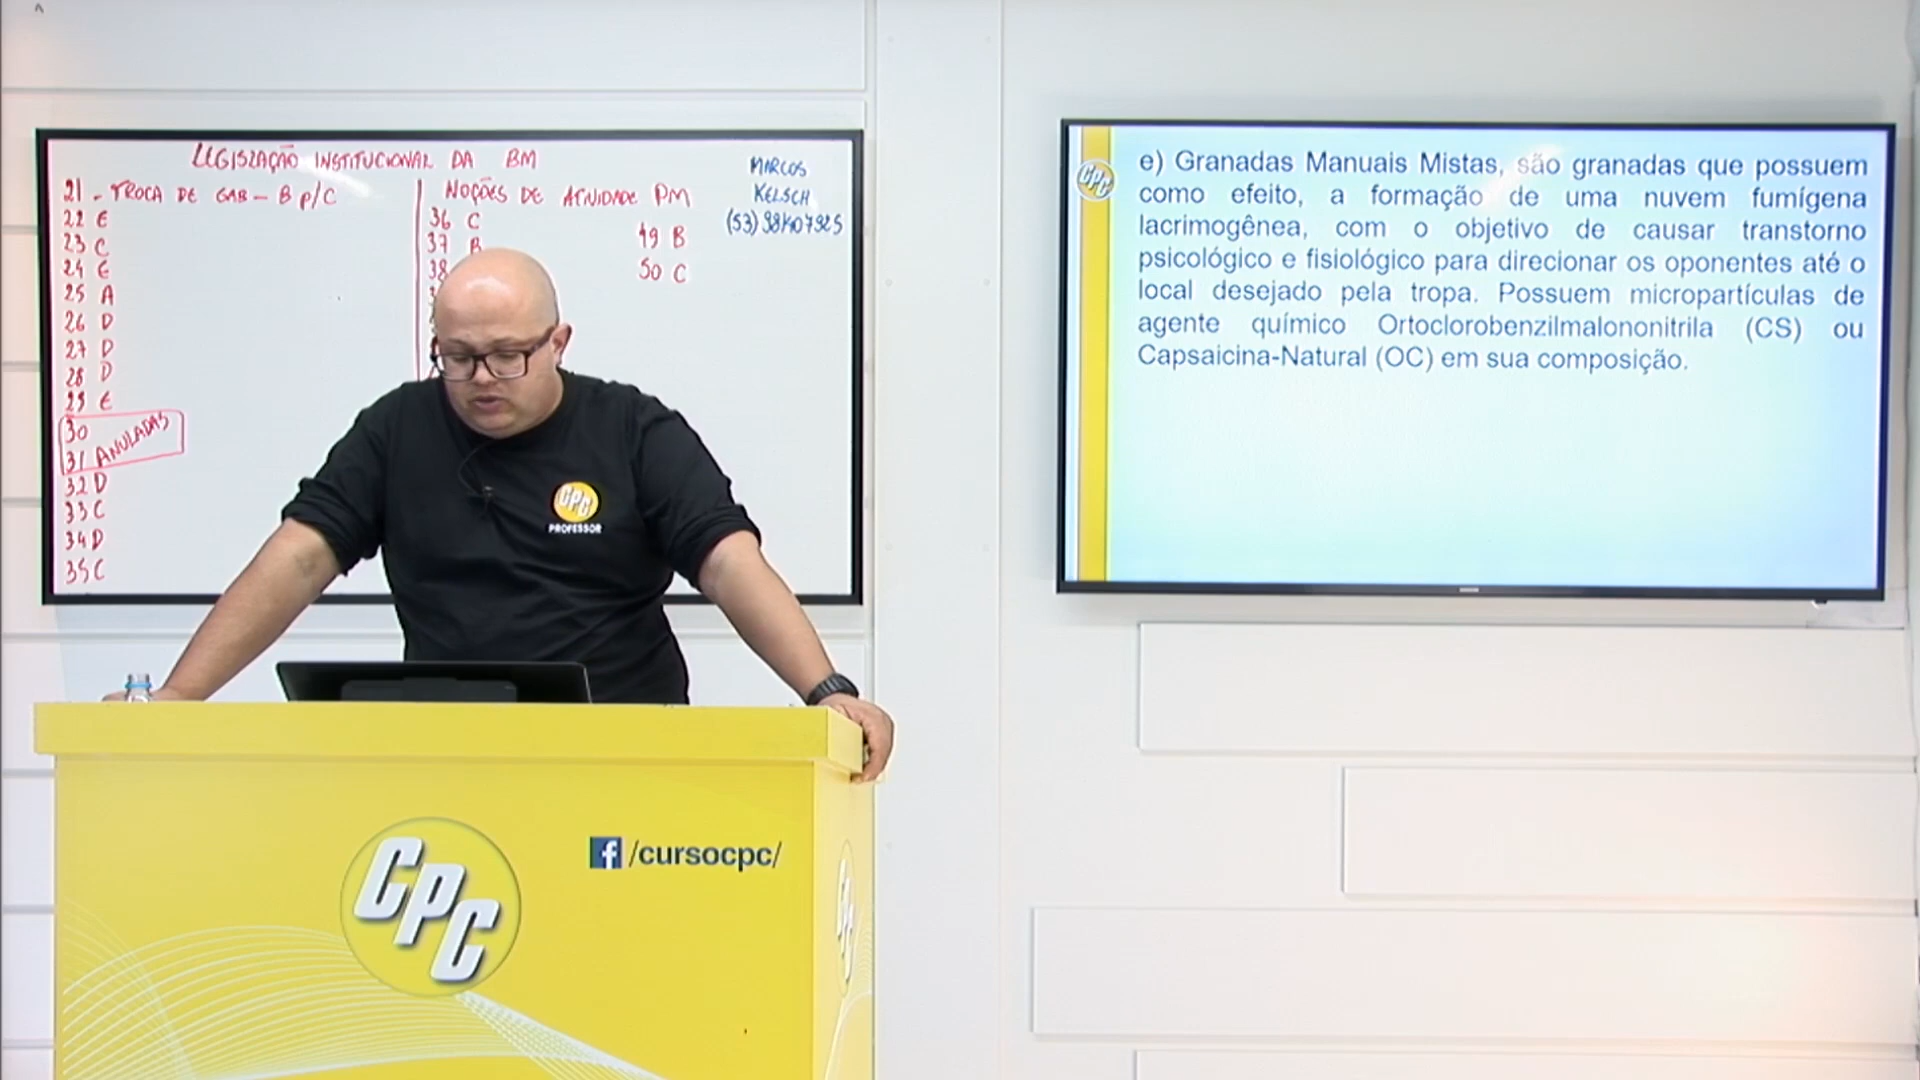 LEGISLAÇÃO INSTITUCIONAL DA BM
21 - TROCA DE GAB - B p/C
22 E
23 C
24 E
25 A
26 D
27 D
28 D
29 E
30
31 ANULADAS
32 D
33 C
34 D
35 C
NOÇÕES DE ATIVIDADE PM
36 C
37 B
38
49 B
50 C
MARCOS
KELSCH
(53) 98407925
e) Granadas Manuais Mistas, são granadas que possuem
como efeito, a formação de uma nuvem fumígena
lacrimogênea, com o objetivo de causar transtorno
psicológico e fisiológico para direcionar os oponentes até o
local desejado pela tropa. Possuem micropartículas de
agente químico Ortoclorobenzilmalononitrila (CS) ou
Capsaicina-Natural (OC) em sua composição.
CPC
CPC
PROFESSOR
CPC
/cursocpc/